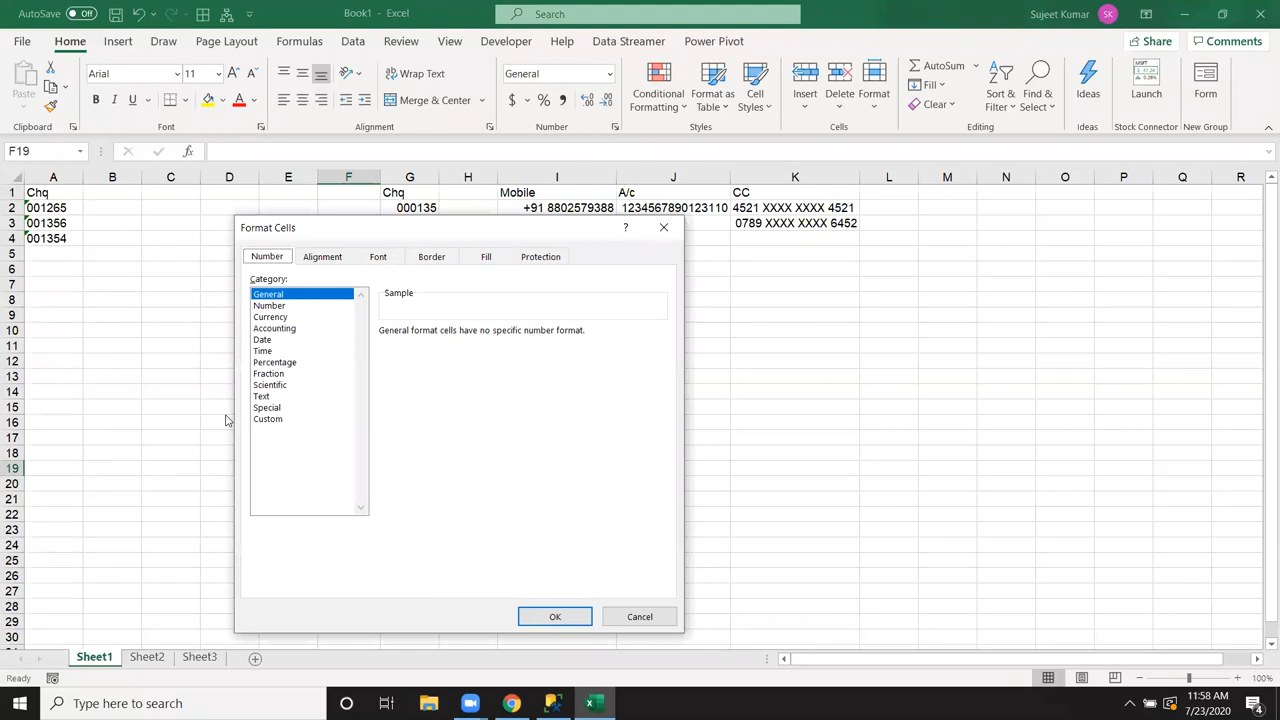 AutoSave Off Book1 - Excel Search Sujeet Kumar SK
File Home Insert Draw Page Layout Formulas Data Review View Developer Help Data Streamer Power Pivot Share Comments
Paste Arial 11 Wrap Text General Conditional Formatting Format as Table Cell Styles Insert Delete Format AutoSum Fill Clear Sort & Filter Find & Select Ideas Launch Form
B I U A Merge & Center $ %
Clipboard Font Alignment Number Styles Cells Editing Ideas Stock Connector New Group
F19 fx
A B C D E F G H I J K L M N O P Q R
1 Chq Chq Mobile A/c CC
2 001265 000135 +91 8802579388 1234567890123110 4521 XXXX XXXX 4521
3 001356 0789 XXXX XXXX 6452
4 001354
5
6
7
8
9
10
11
12
13
14
15
16
17
18
19
20
21
22
23
24
25
26
27
28
29
30
Format Cells ?
Number Alignment Font Border Fill Protection
Category:
General
Number
Currency
Accounting
Date
Time
Percentage
Fraction
Scientific
Text
Special
Custom
Sample
General format cells have no specific number format.
OK Cancel
Sheet1 Sheet2 Sheet3
Ready 100%
Type here to search 11:58 AM
7/23/2020